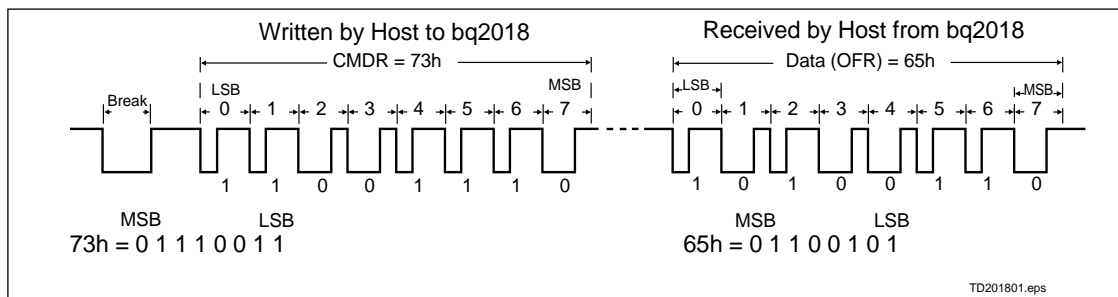 Written by Host to bq2018
Received by Host from bq2018
CMDR = 73h
Data (OFR) = 65h
Break
LSB
MSB
LSB
MSB
0 1 2 3 4 5 6 7
0 1 2 3 4 5 6 7
1 1 0 0 1 1 1 0
1 0 1 0 0 1 1 0
MSB LSB
73h = 0 1 1 1 0 0 1 1
MSB LSB
65h = 0 1 1 0 0 1 0 1
TD201801.eps